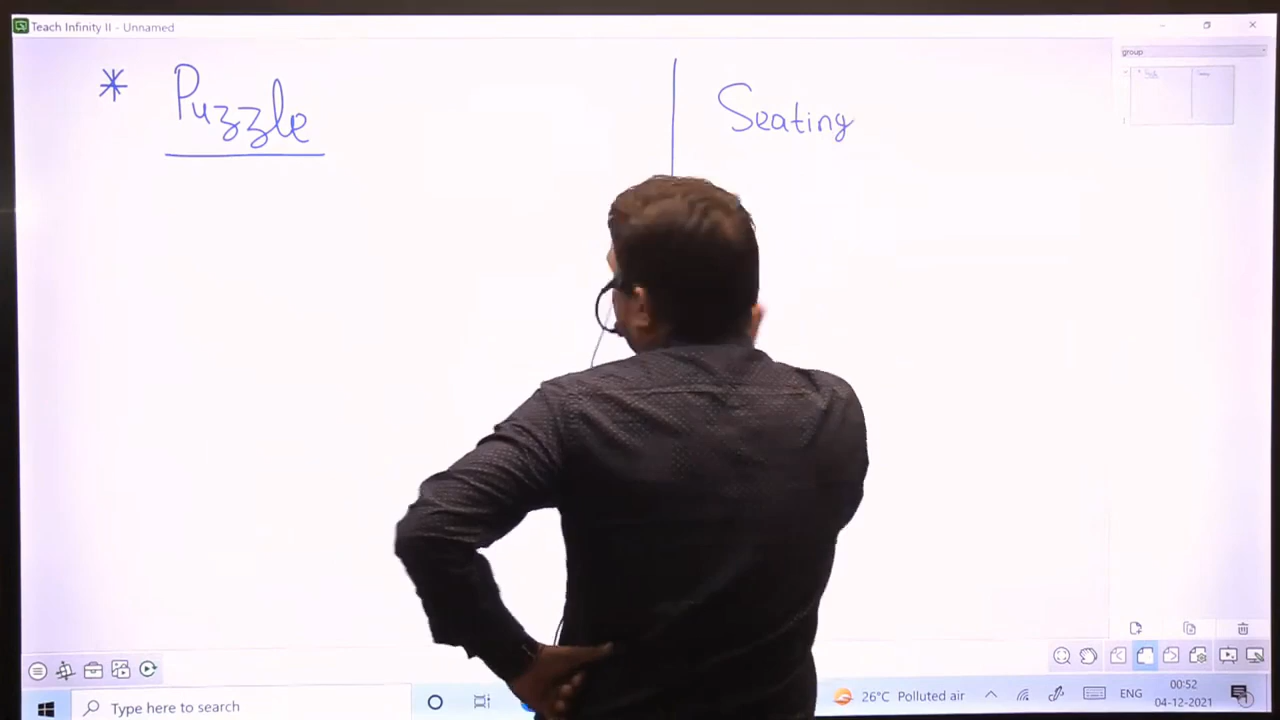 Teach Infinity II - Unnamed
group
* Puzzle
Seating
Type here to search
26°C Polluted air
ENG
00:52
04-12-2021